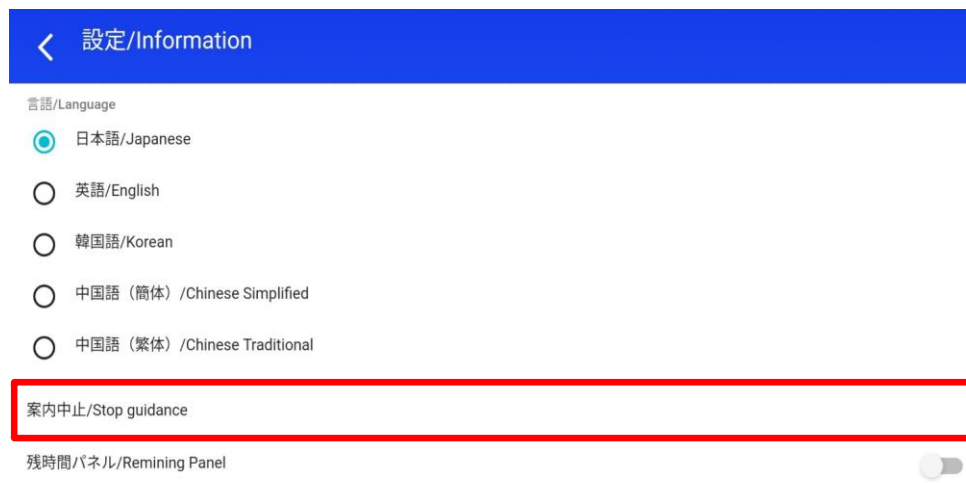 設定/Information
言語/Language
日本語/Japanese
英語/English
韓国語/Korean
中国語（簡体）/Chinese Simplified
中国語（繁体）/Chinese Traditional
案内中止/Stop guidance
残時間パネル/Remining Panel